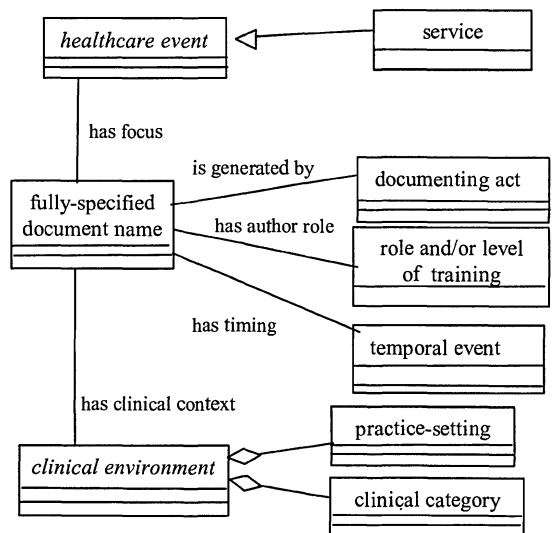 healthcare event
service
has focus
is generated by
fully-specified
document name
documenting act
has author role
role and/or level
of training
has timing
temporal event
has clinical context
practice-setting
clinical environment
clinical category